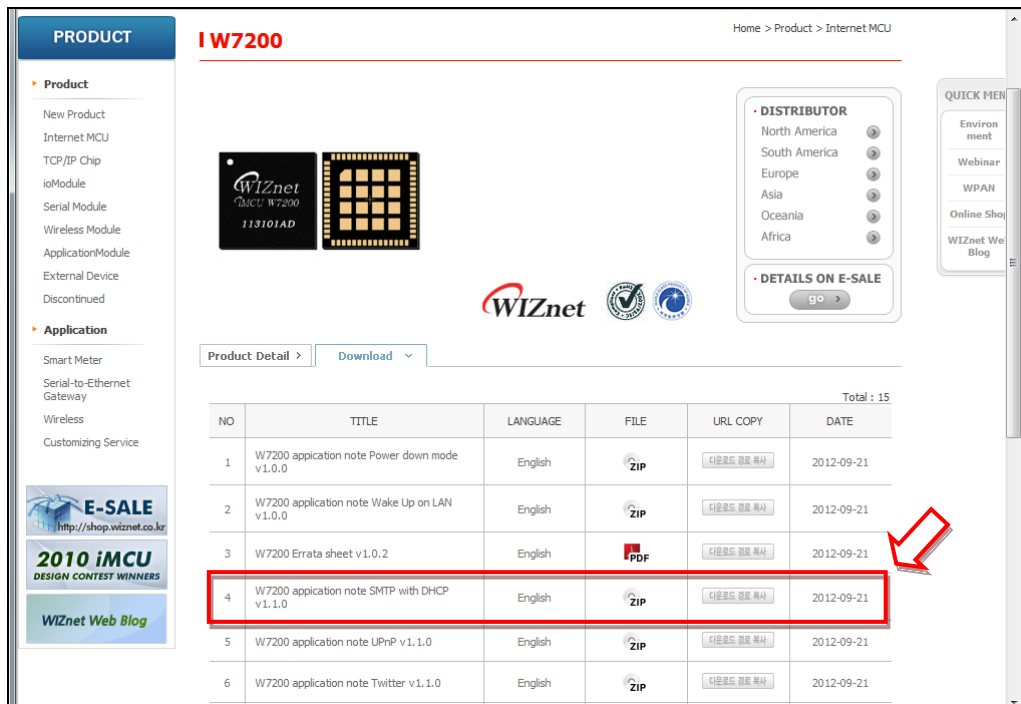 PRODUCT
Product
New Product
Internet MCU
TCP/IP Chip
ioModule
Serial Module
Wireless Module
ApplicationModule
External Device
Discontinued
Application
Smart Meter
Serial-to-Ethernet
Gateway
Wireless
Customizing Service
E-SALE
http://shop.wiznet.co.kr
2010 iMCU
DESIGN CONTEST WINNERS
WIZnet Web Blog
W7200
Home > Product > Internet MCU
WIZnet
iMCU W7200
113101AD
WIZnet
DISTRIBUTOR
North America
South America
Europe
Asia
Oceania
Africa
DETAILS ON E-SALE
go >
QUICK MEN
Environ
ment
Webinar
WPAN
Online Shop
WIZnet We
Blog
Product Detail >
Download
Total : 15
NO TITLE LANGUAGE FILE URL COPY DATE
1 W7200 appication note Power down mode v1.0.0 English ZIP 다운로드 경로 복사 2012-09-21
2 W7200 application note Wake Up on LAN v1.0.0 English ZIP 다운로드 경로 복사 2012-09-21
3 W7200 Errata sheet v1.0.2 English PDF 다운로드 경로 복사 2012-09-21
4 W7200 appication note SMTP with DHCP v1.1.0 English ZIP 다운로드 경로 복사 2012-09-21
5 W7200 application note UPnP v1.1.0 English ZIP 다운로드 경로 복사 2012-09-21
6 W7200 application note Twitter v1.1.0 English ZIP 다운로드 경로 복사 2012-09-21